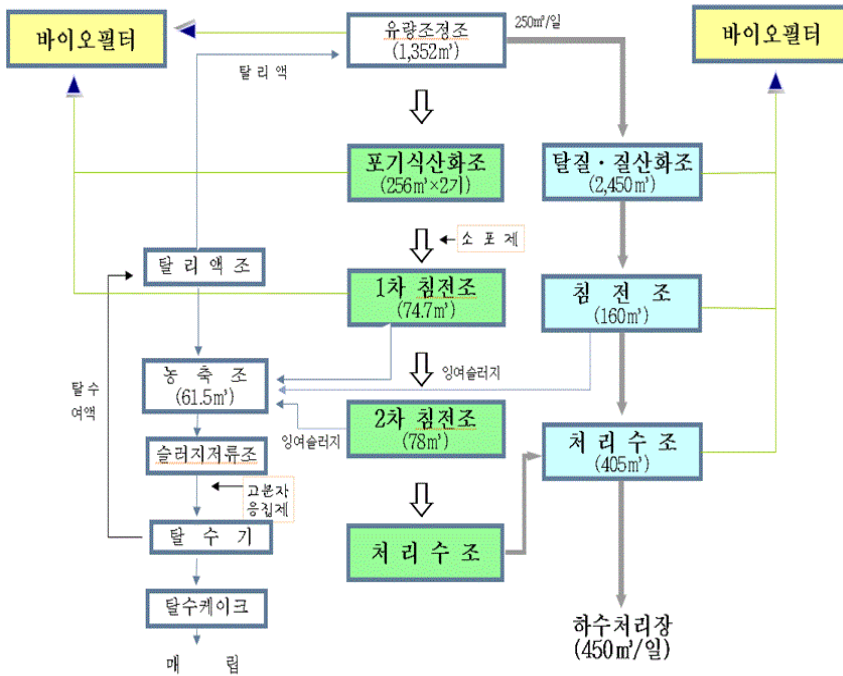 바이오필터
유량조정조
(1,352㎥)
250㎥/일
바이오필터
탈 리 액
포기식산화조
(256㎥×2기)
탈질·질산화조
(2,450㎥)
소 포 제
탈 리 액 조
1차 침전조
(74.7㎥)
침 전 조
(160㎥)
탈 수
여액
농 축 조
(61.5㎥)
잉여슬러지
2차 침전조
(78㎥)
잉여슬러지
처 리 수 조
(405㎥)
슬러지저류조
고분자
응집제
탈 수 기
처 리 수 조
탈수케이크
하수처리장
(450㎥/일)
매 립